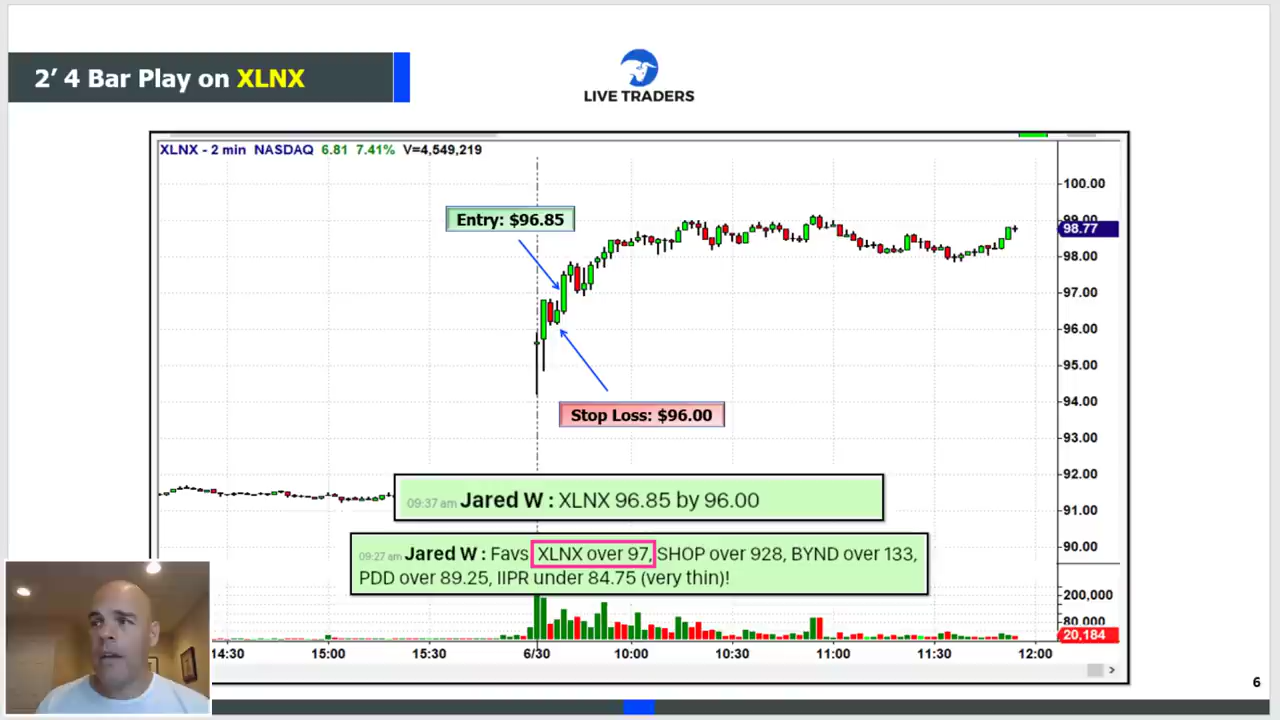 2’ 4 Bar Play on XLNX
LIVE TRADERS
XLNX - 2 min NASDAQ 6.81 7.41% V=4,549,219
100.00
Entry: $96.85
99.00
98.77
98.00
97.00
96.00
95.00
94.00
Stop Loss: $96.00
93.00
92.00
09:37 am Jared W : XLNX 96.85 by 96.00
91.00
90.00
09:27 am Jared W : Favs XLNX over 97, SHOP over 928, BYND over 133,
PDD over 89.25, IIPR under 84.75 (very thin)!
200,000
80,000
20,184
14:30 15:00 15:30 6/30 10:00 10:30 11:00 11:30 12:00
6